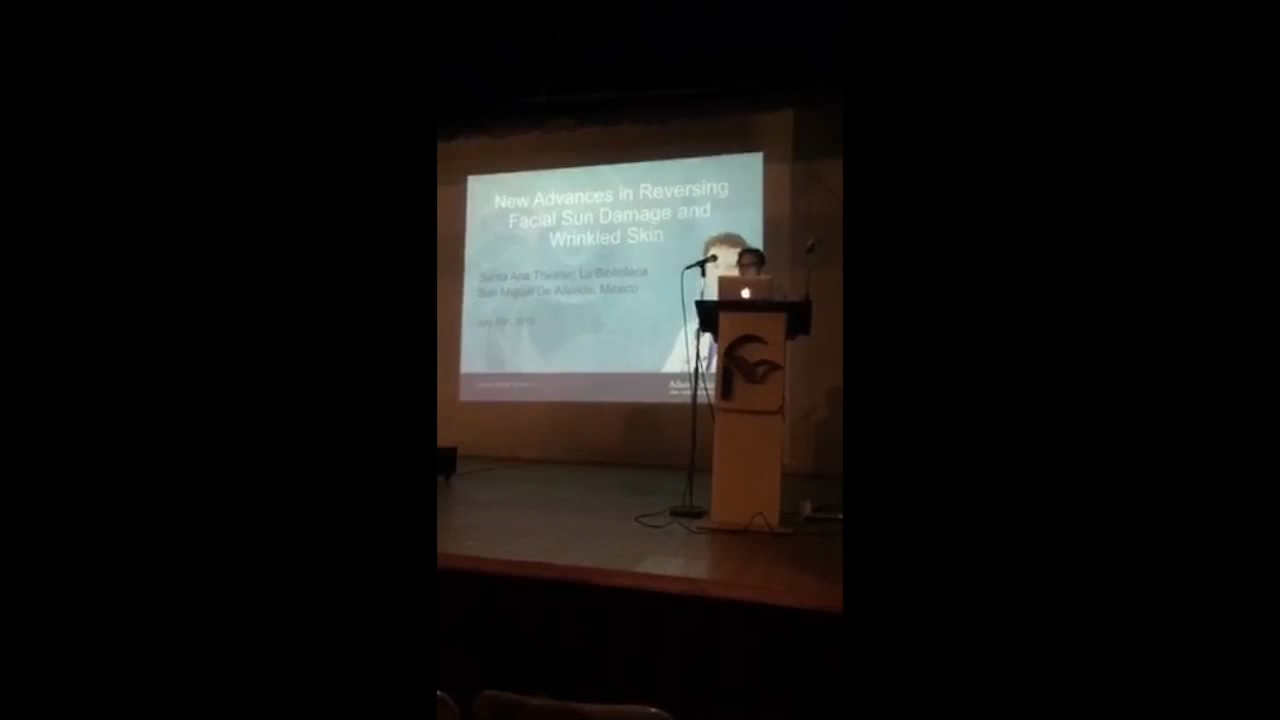 New Advances in Reversing
Facial Sun Damage and
Wrinkled Skin
Santa Ana Theater, La Biblioteca
San Miguel De Allende, Mexico
July